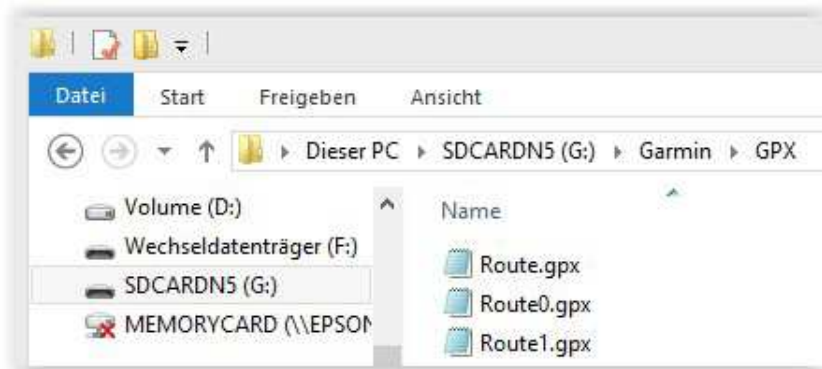 Datei Start Freigeben Ansicht
Dieser PC SDCARDN5 (G:) Garmin GPX
Volume (D:)
Wechseldatenträger (F:)
SDCARDN5 (G:)
MEMORYCARD (\\EPSON
Name
Route.gpx
Route0.gpx
Route1.gpx